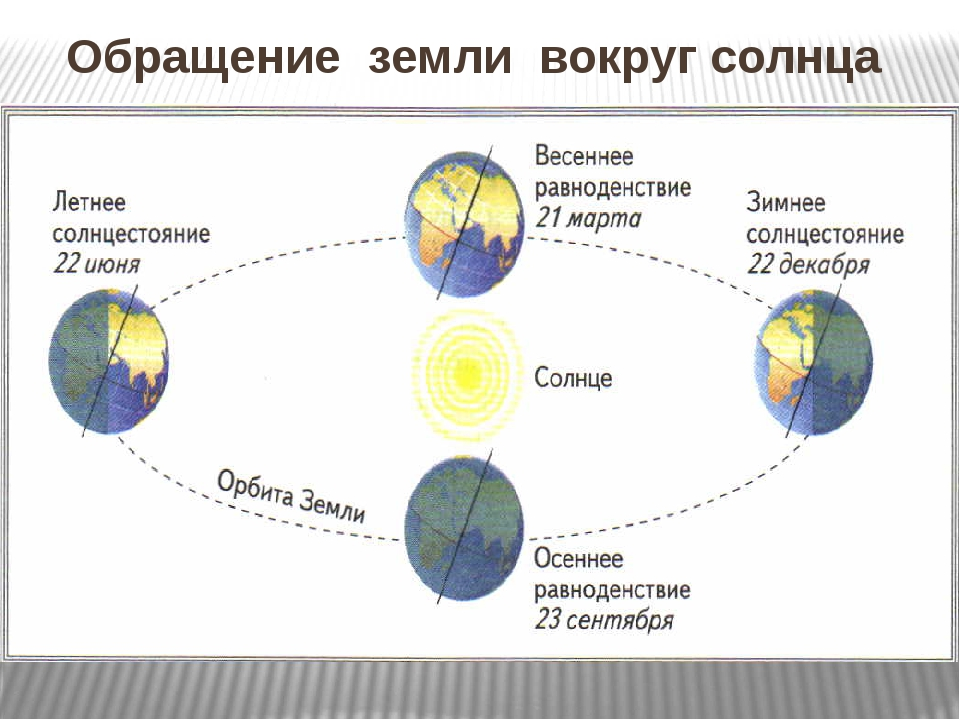 Обращение земли вокруг солнца
Весеннее
равноденствие
21 марта
Летнее
солнцестояние
22 июня
Зимнее
солнцестояние
22 декабря
Солнце
Орбита Земли
Осеннее
равноденствие
23 сентября